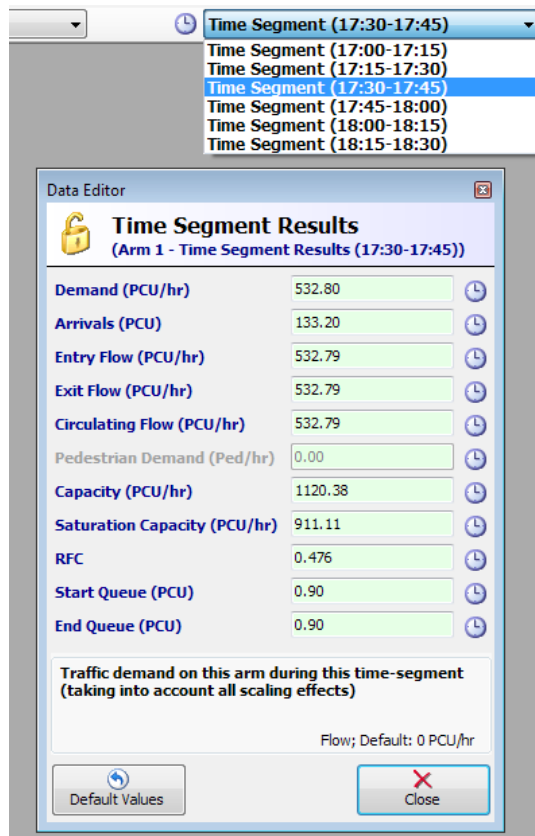 Time Segment (17:30-17:45)
Time Segment (17:00-17:15)
Time Segment (17:15-17:30)
Time Segment (17:30-17:45)
Time Segment (17:45-18:00)
Time Segment (18:00-18:15)
Time Segment (18:15-18:30)
Data Editor
Time Segment Results
(Arm 1 - Time Segment Results (17:30-17:45))
Demand (PCU/hr) 532.80
Arrivals (PCU) 133.20
Entry Flow (PCU/hr) 532.79
Exit Flow (PCU/hr) 532.79
Circulating Flow (PCU/hr) 532.79
Pedestrian Demand (Ped/hr) 0.00
Capacity (PCU/hr) 1120.38
Saturation Capacity (PCU/hr) 911.11
RFC 0.476
Start Queue (PCU) 0.90
End Queue (PCU) 0.90
Traffic demand on this arm during this time-segment
(taking into account all scaling effects)
Flow; Default: 0 PCU/hr
Default Values Close